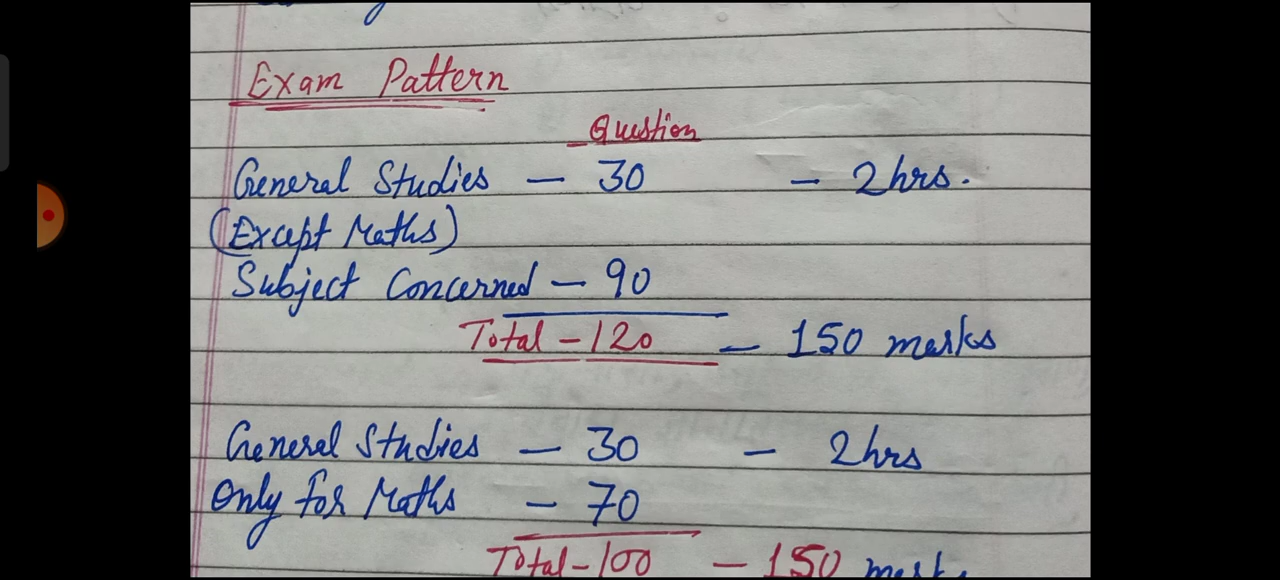 Exam Pattern
Question
General Studies - 30 - 2hrs.
(Except Maths)
Subject Concerned - 90
Total - 120 - 150 marks
General Studies - 30 - 2hrs
Only for Maths - 70
Total - 100 - 150 marks